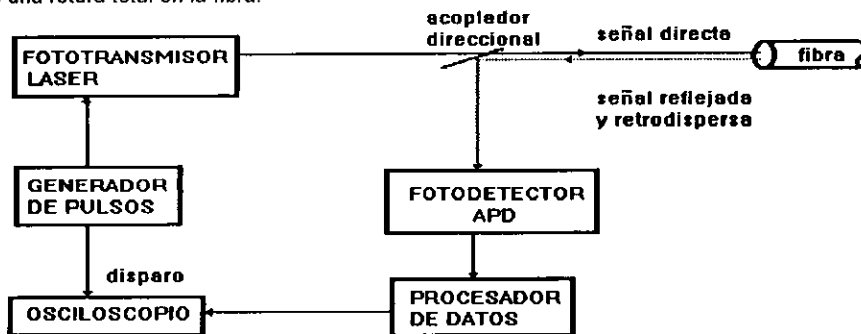 una rotura total en la fibra.
acoplador
direccional
señal directa
FOTOTRANSMISOR
LASER
fibra
señal reflejada
y retrodispersa
GENERADOR
DE PULSOS
FOTODETECTOR
APD
disparo
OSCILOSCOPIO
PROCESADOR
DE DATOS